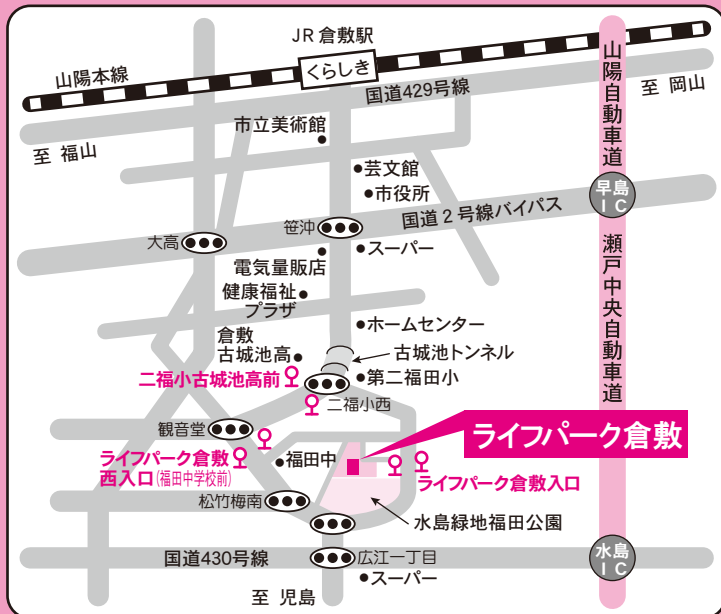 JR 倉敷駅
くらしき
山陽本線
国道429号線
至 岡山
至 福山
山陽自動車道
市立美術館
芸文館
市役所
早島
IC
国道2号線バイパス
大高
笹沖
スーパー
電気量販店
健康福祉
プラザ
瀬戸中央自動車道
ホームセンター
倉敷
古城池高
古城池トンネル
二福小古城池高前
第二福田小
二福小西
観音堂
ライフパーク倉敷
ライフパーク倉敷
西入口(福田中学校前)
福田中
ライフパーク倉敷入口
松竹梅南
水島緑地福田公園
国道430号線
広江一丁目
水島
IC
スーパー
至 児島